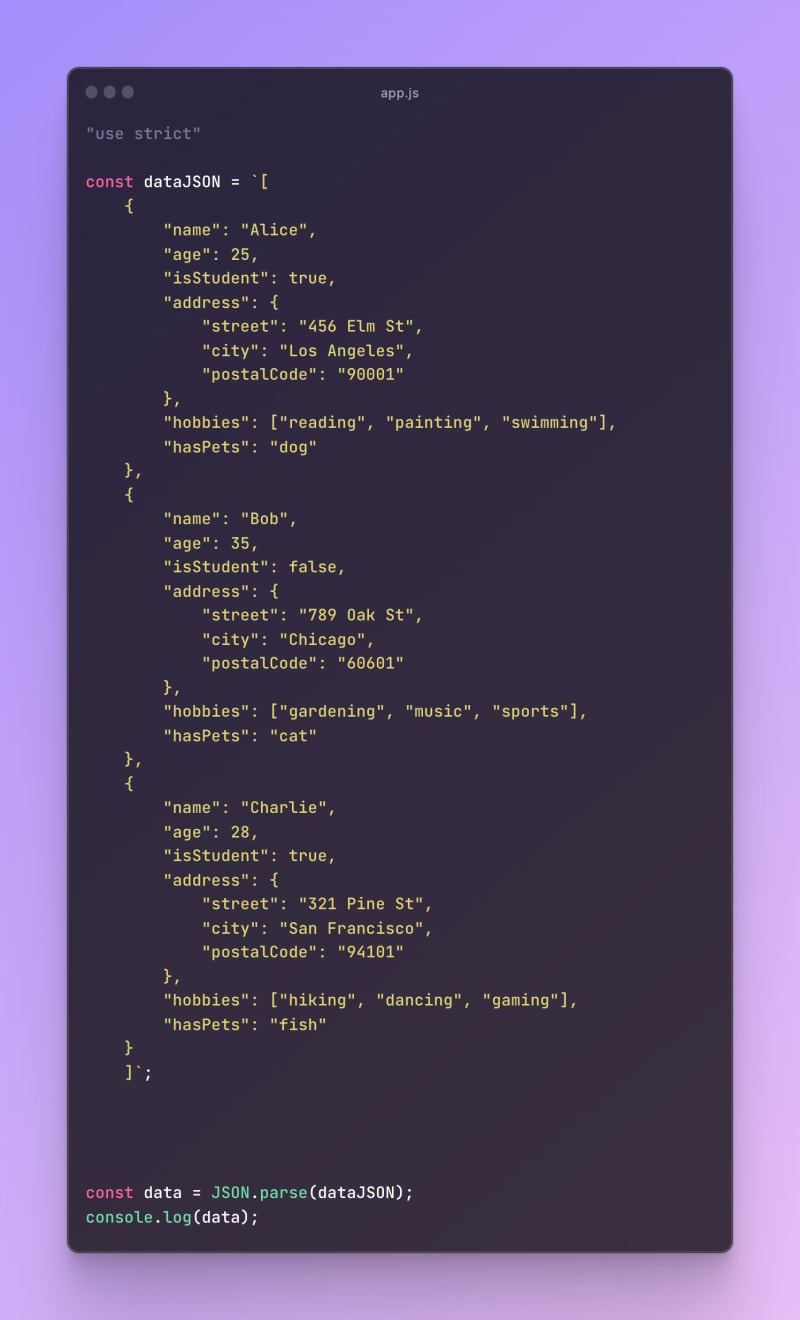 app.js
"use strict"
const dataJSON = `[
    {
        "name": "Alice",
        "age": 25,
        "isStudent": true,
        "address": {
            "street": "456 Elm St",
            "city": "Los Angeles",
            "postalCode": "90001"
        },
        "hobbies": ["reading", "painting", "swimming"],
        "hasPets": "dog"
    },
    {
        "name": "Bob",
        "age": 35,
        "isStudent": false,
        "address": {
            "street": "789 Oak St",
            "city": "Chicago",
            "postalCode": "60601"
        },
        "hobbies": ["gardening", "music", "sports"],
        "hasPets": "cat"
    },
    {
        "name": "Charlie",
        "age": 28,
        "isStudent": true,
        "address": {
            "street": "321 Pine St",
            "city": "San Francisco",
            "postalCode": "94101"
        },
        "hobbies": ["hiking", "dancing", "gaming"],
        "hasPets": "fish"
    }
    ]`;
const data = JSON.parse(dataJSON);
console.log(data);